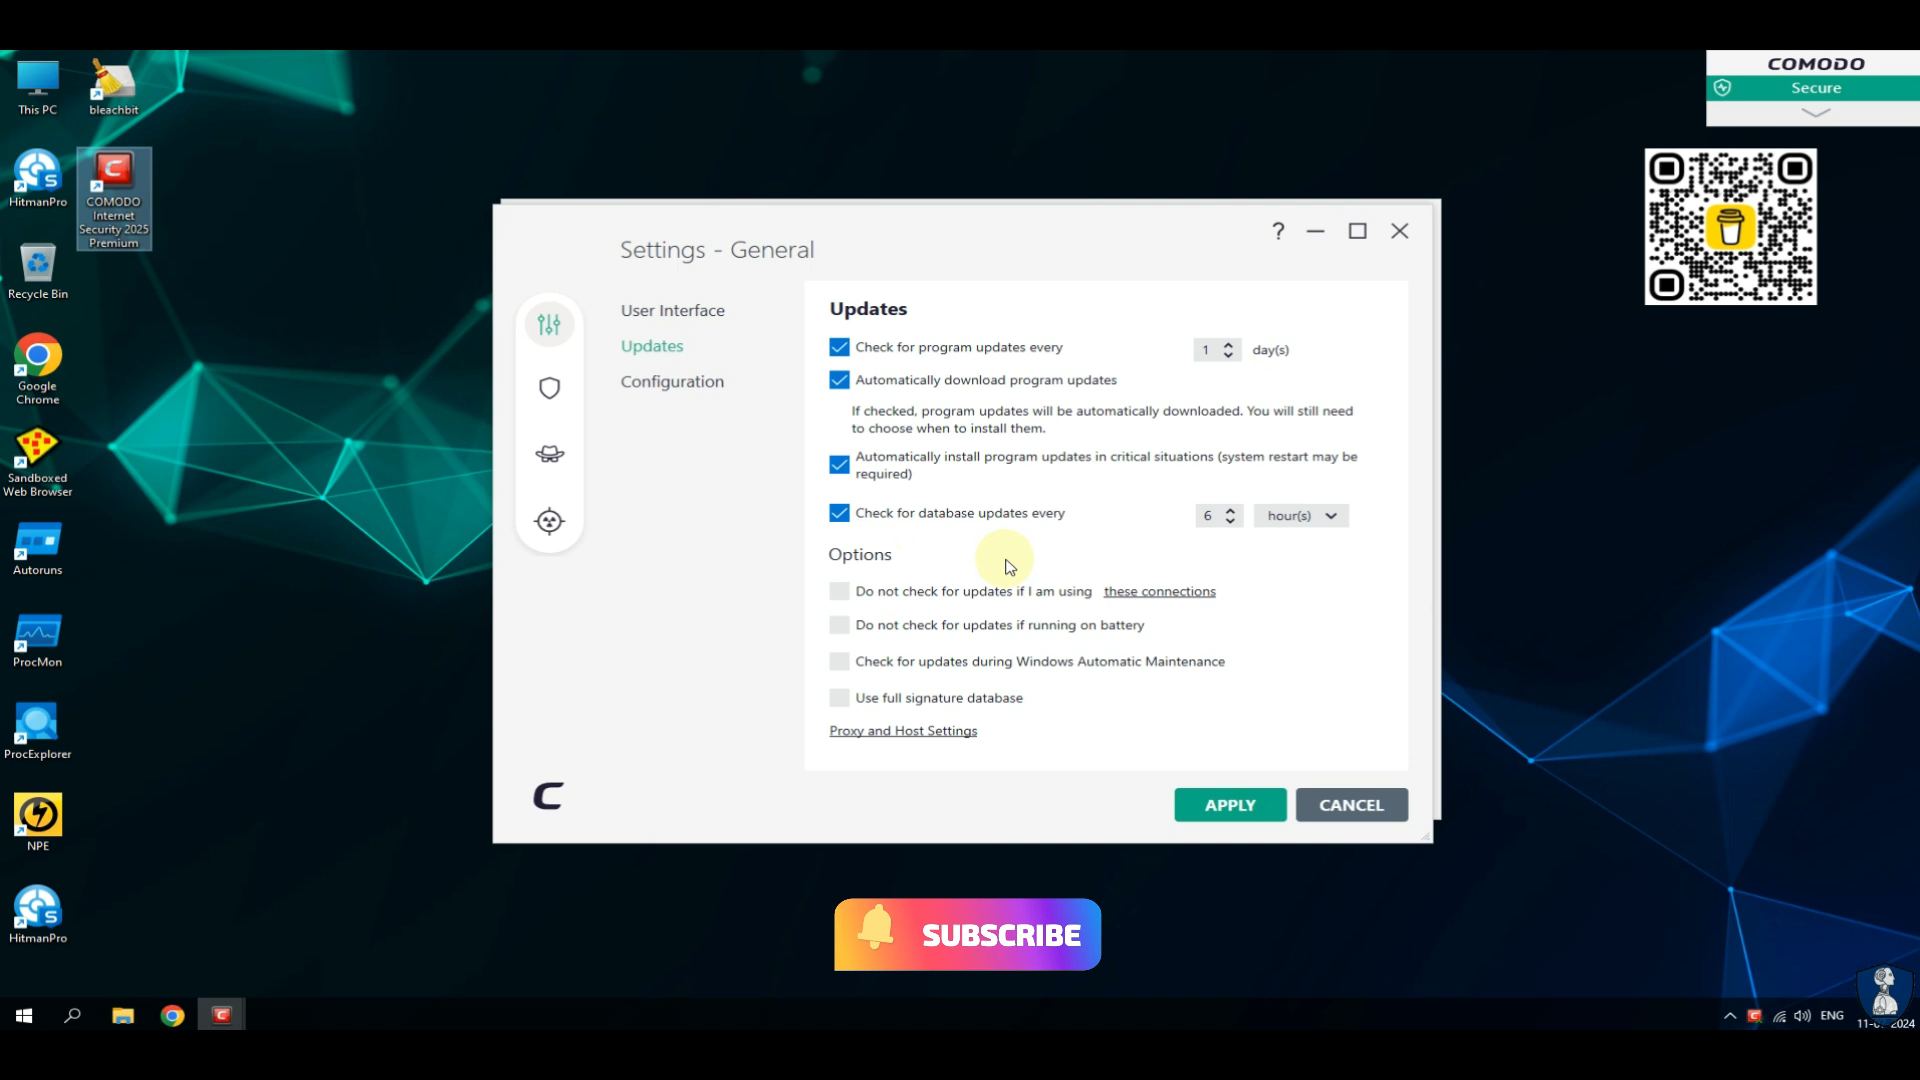 This PC
bleachbit
HitmanPro
COMODO
Internet
Security 2025
Premium
Recycle Bin
Google
Chrome
Sandboxed
Web Browser
Autoruns
ProcMon
ProcExplorer
NPE
HitmanPro
COMODO
Secure
Settings - General
?
User Interface
Updates
Configuration
Updates
Check for program updates every 1 day(s)
Automatically download program updates
If checked, program updates will be automatically downloaded. You will still need
to choose when to install them.
Automatically install program updates in critical situations (system restart may be
required)
Check for database updates every 6 hour(s)
Options
Do not check for updates if I am using these connections
Do not check for updates if running on battery
Check for updates during Windows Automatic Maintenance
Use full signature database
Proxy and Host Settings
APPLY CANCEL
SUBSCRIBE
ENG